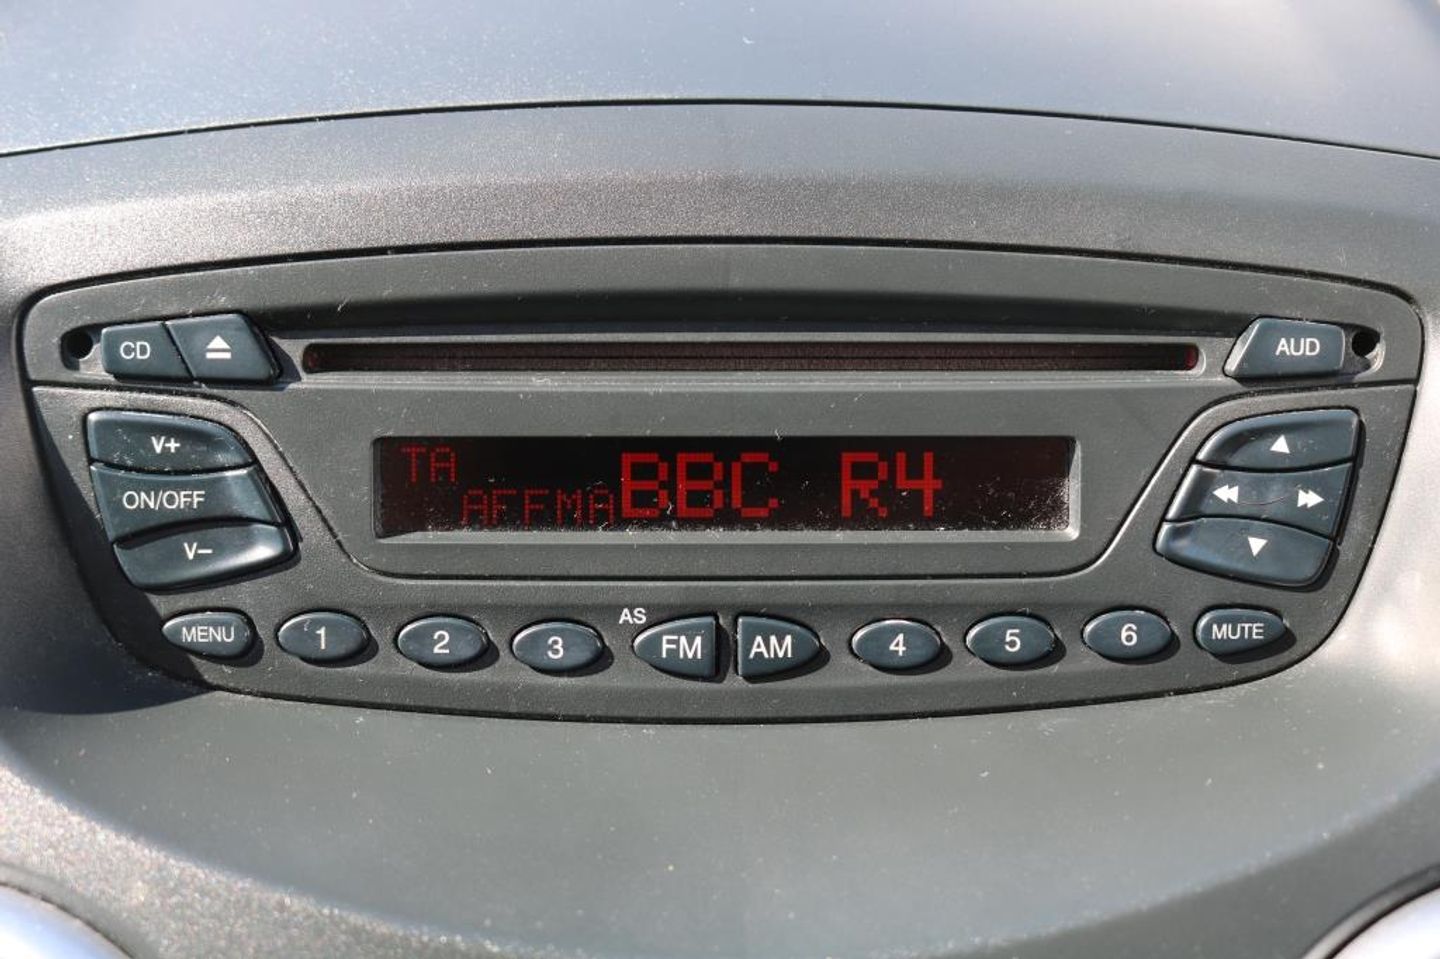 CD
AUD
V+
ON/OFF
V–
TA
AFFMA
BBC R4
MENU
1
2
3
AS
FM
AM
4
5
6
MUTE